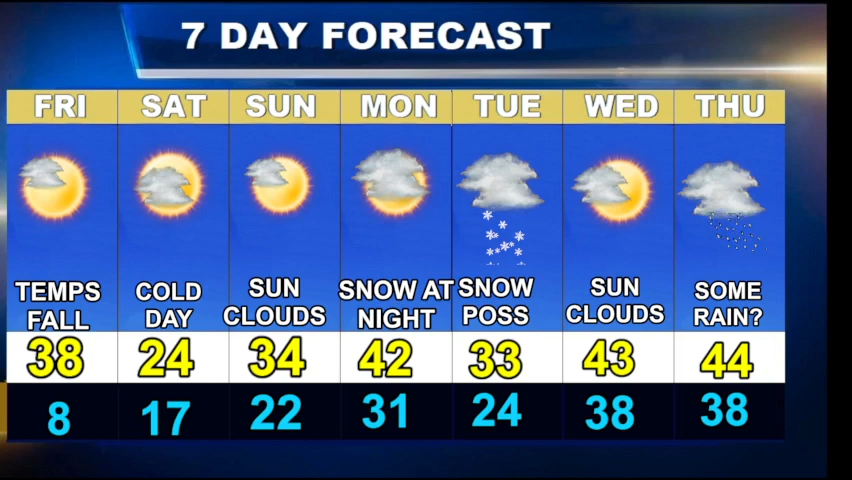 7 DAY FORECAST
FRI SAT SUN MON TUE WED THU
TEMPS FALL
COLD DAY
SUN CLOUDS
SNOW AT NIGHT
SNOW POSS
SUN CLOUDS
SOME RAIN?
38 24 34 42 33 43 44
8 17 22 31 24 38 38